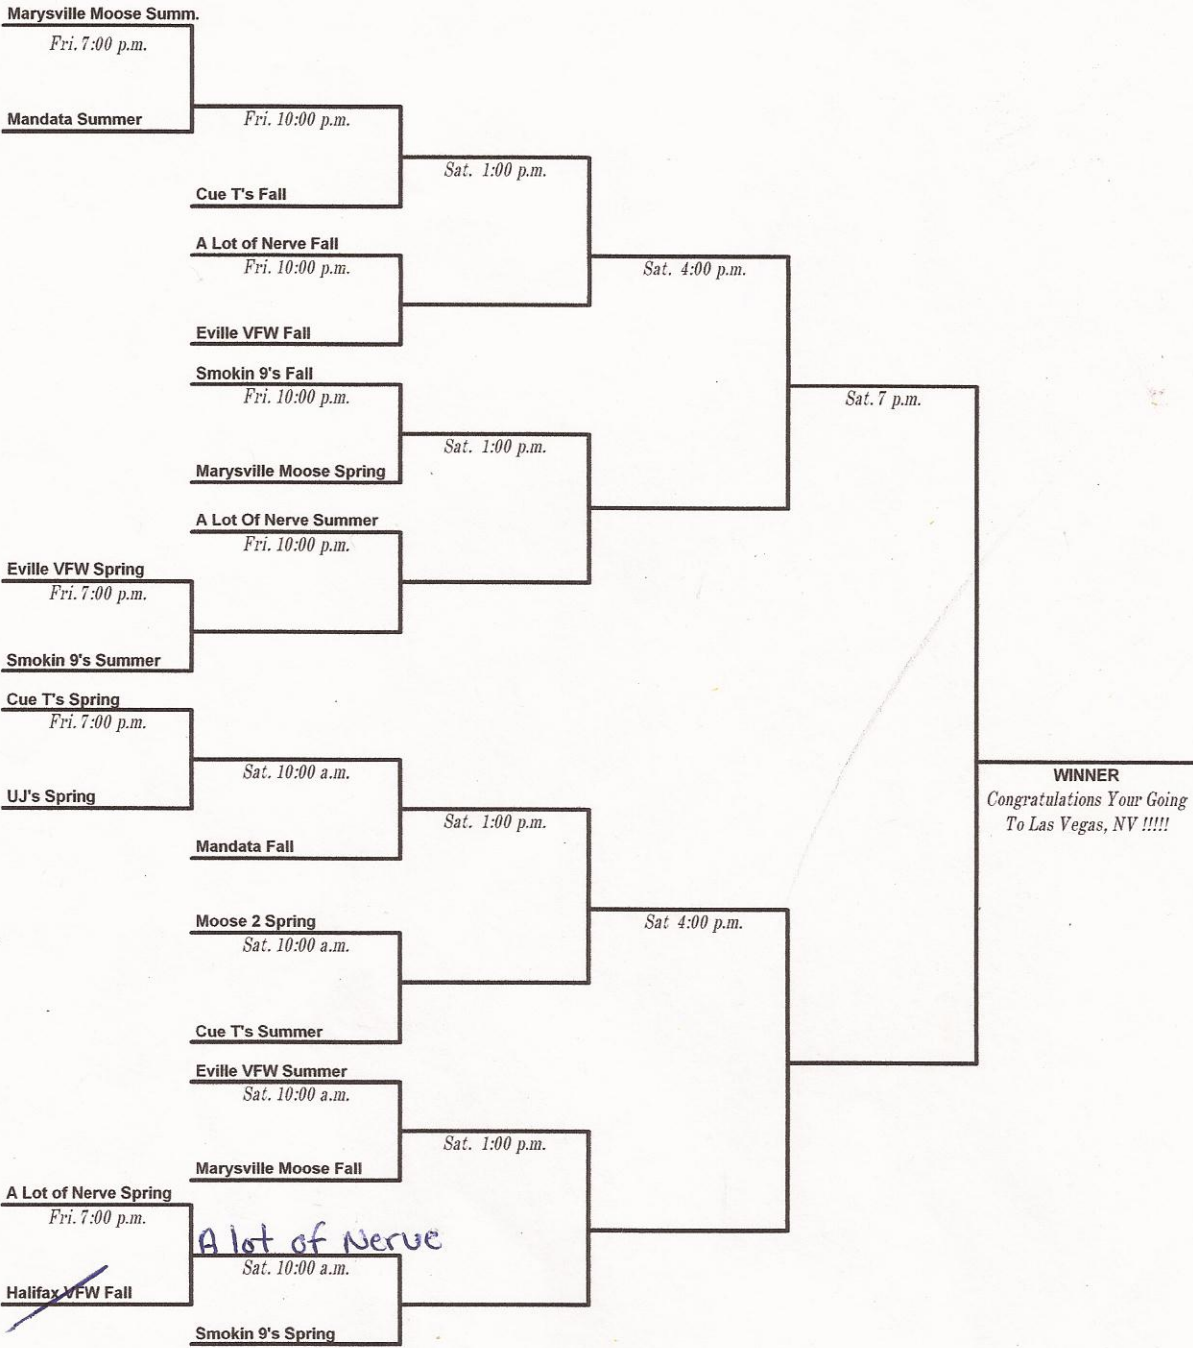 Marysville Moose Summ.
Fri. 7:00 p.m.
Mandata Summer
Fri. 10:00 p.m.
Sat. 1:00 p.m.
Cue T's Fall
A Lot of Nerve Fall
Fri. 10:00 p.m.
Sat. 4:00 p.m.
Eville VFW Fall
Smokin 9's Fall
Fri. 10:00 p.m.
Sat. 7 p.m.
Sat. 1:00 p.m.
Marysville Moose Spring
A Lot Of Nerve Summer
Fri. 10:00 p.m.
Eville VFW Spring
Fri. 7:00 p.m.
Smokin 9's Summer
Cue T's Spring
Fri. 7:00 p.m.
Sat. 10:00 a.m.
WINNER
Congratulations Your Going
To Las Vegas, NV !!!!!
UJ's Spring
Sat. 1:00 p.m.
Mandata Fall
Moose 2 Spring
Sat 4:00 p.m.
Sat. 10:00 a.m.
Cue T's Summer
Eville VFW Summer
Sat. 10:00 a.m.
Sat. 1:00 p.m.
Marysville Moose Fall
A Lot of Nerve Spring
Fri. 7:00 p.m.
A lot of Nerve
Sat. 10:00 a.m.
Halifax VFW Fall
Smokin 9's Spring